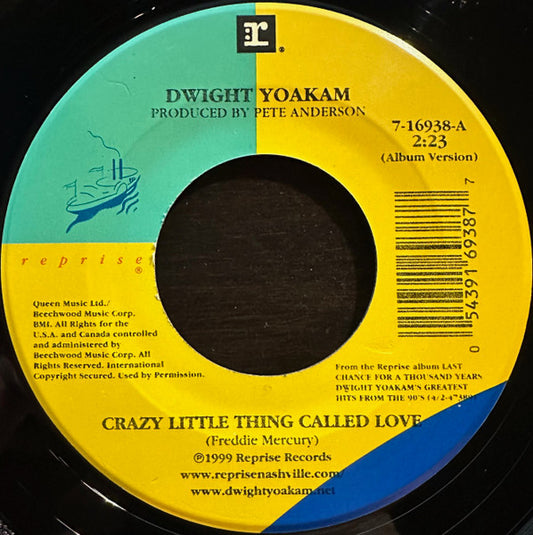 r®
DWIGHT YOAKAM
PRODUCED BY PETE ANDERSON
7-16938-A
2:23
(Album Version)
reprise
®
0 54391 69387 7
Queen Music Ltd./
Beechwood Music Corp.
BMI. All Rights for the
U.S.A. and Canada controlled
and administered by
Beechwood Music Corp. All
Rights Reserved. International
Copyright Secured. Used by Permission.
From the Reprise album LAST
CHANCE FOR A THOUSAND YEARS
DWIGHT YOAKAM'S GREATEST
HITS FROM THE 90'S
CRAZY LITTLE THING CALLED LOVE
(Freddie Mercury)
℗1999 Reprise Records
www.reprisenashville.com/
www.dwightyoakam.net